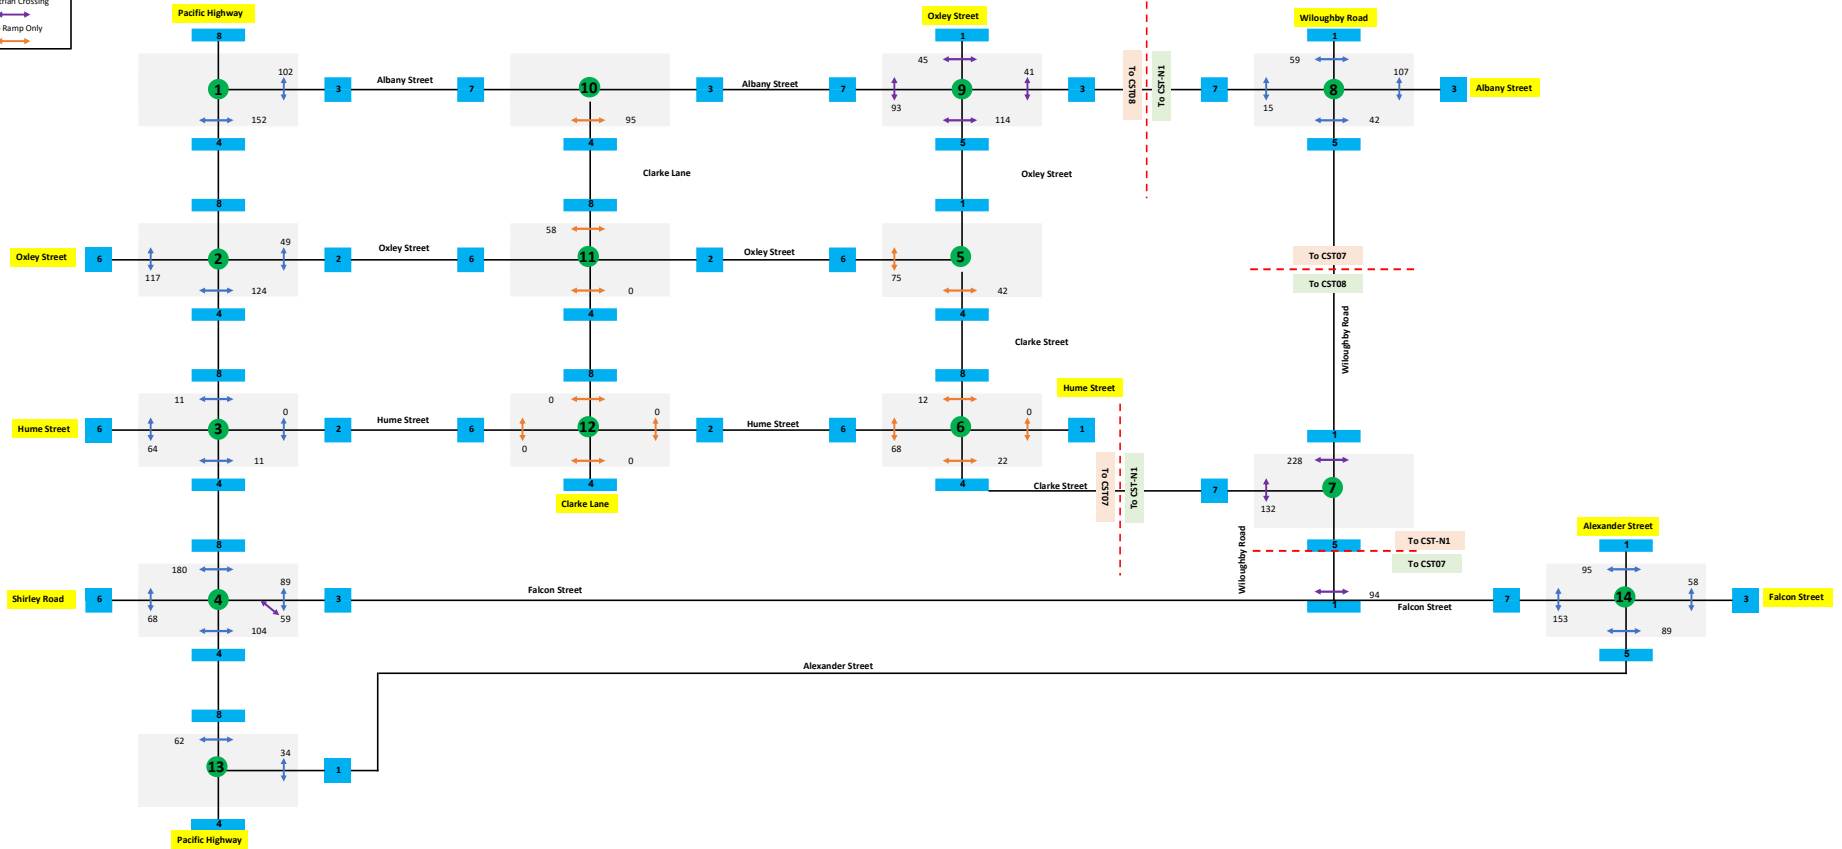 Crossing
Ramp Only
Pacific Highway
8
Oxley Street
1
Wiloughby Road
1
102
1
3
Albany Street
7
10
3
Albany Street
7
45
41
9
93
3
To CST08
To CST-N1
7
59
107
8
15
3
Albany Street
152
95
114
42
4
4
5
5
Clarke Lane
Oxley Street
8
8
1
Oxley Street
6
49
2
117
2
Oxley Street
6
58
11
2
Oxley Street
6
5
75
To CST07
To CST08
124
0
42
4
4
4
Wiloughby Road
Clarke Street
8
8
8
Hume Street
Hume Street
6
11
0
3
64
2
Hume Street
6
0
0
12
0
2
Hume Street
6
12
0
6
68
1
1
11
0
22
228
4
4
4
Clarke Lane
Clarke Street
To CST07
To CST-N1
7
7
132
Alexander Street
8
5
To CST-N1
To CST07
1
Wiloughby Road
Shirley Road
6
180
89
4
68
59
3
Falcon Street
94
1
Falcon Street
7
95
58
14
153
3
Falcon Street
104
89
4
5
Alexander Street
8
62
34
13
1
4
Pacific Highway